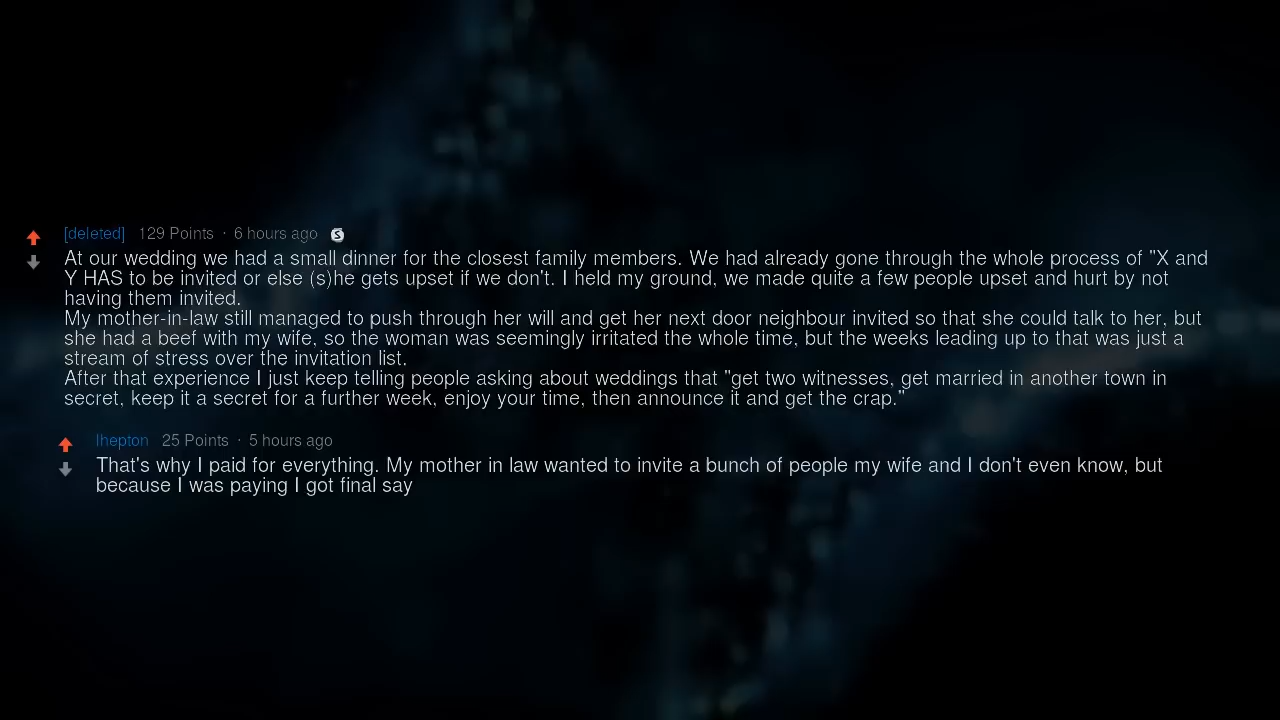 [deleted] 129 Points · 6 hours ago
At our wedding we had a small dinner for the closest family members. We had already gone through the whole process of "X and
Y HAS to be invited or else (s)he gets upset if we don't. I held my ground, we made quite a few people upset and hurt by not
having them invited.
My mother-in-law still managed to push through her will and get her next door neighbour invited so that she could talk to her, but
she had a beef with my wife, so the woman was seemingly irritated the whole time, but the weeks leading up to that was just a
stream of stress over the invitation list.
After that experience I just keep telling people asking about weddings that "get two witnesses, get married in another town in
secret, keep it a secret for a further week, enjoy your time, then announce it and get the crap."
lhepton 25 Points · 5 hours ago
That's why I paid for everything. My mother in law wanted to invite a bunch of people my wife and I don't even know, but
because I was paying I got final say